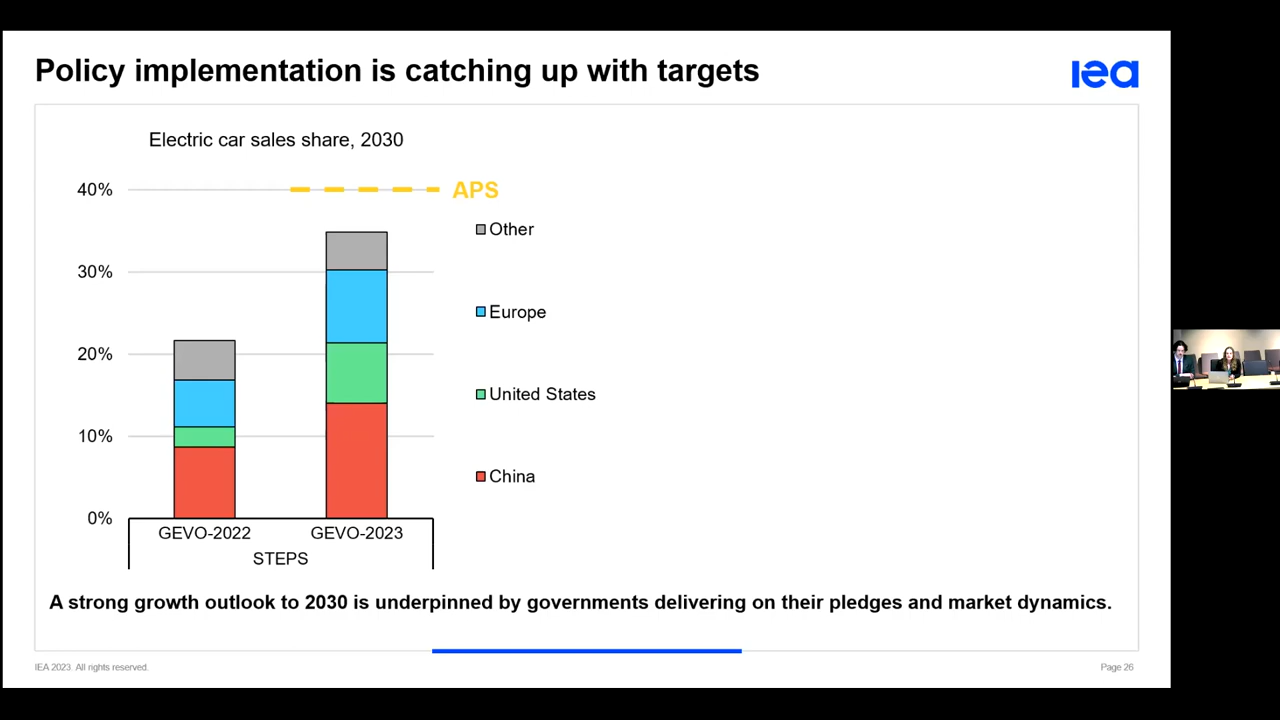 Policy implementation is catching up with targets
iea
Electric car sales share, 2030
40%
APS
Other
30%
Europe
20%
United States
10%
China
0%
GEVO-2022
GEVO-2023
STEPS
A strong growth outlook to 2030 is underpinned by governments delivering on their pledges and market dynamics.
IEA 2023. All rights reserved.
Page 26